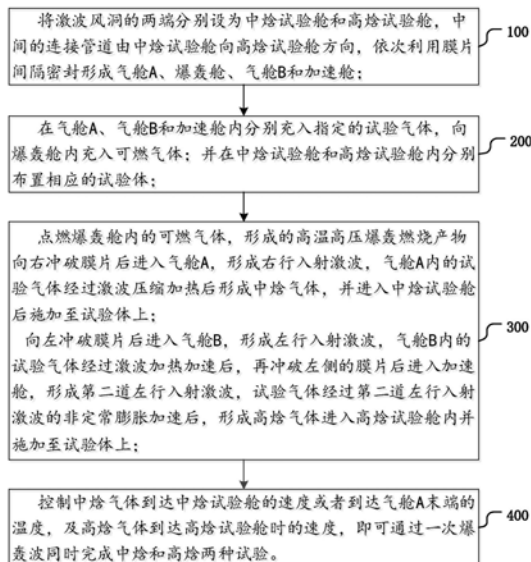 将激波风洞的两端分别设为中焓试验舱和高焓试验舱，中
间的连接管道由中焓试验舱向高焓试验舱方向，依次利用膜片
间隔密封形成气舱A、爆轰舱、气舱B和加速舱；
100
在气舱A、气舱B和加速舱内分别充入指定的试验气体，向
爆轰舱内充入可燃气体；并在中焓试验舱和高焓试验舱内分别
布置相应的试验体；
200
点燃爆轰舱内的可燃气体，形成的高温高压爆轰燃烧产物
向右冲破膜片后进入气舱A，形成右行入射激波，气舱A内的试
验气体经过激波压缩加热后形成中焓气体，并进入中焓试验舱
后施加至试验体上；
向左冲破膜片后进入气舱B，形成左行入射激波，气舱B内的
试验气体经过激波加热加速后，再冲破左侧的膜片后进入加速
舱，形成第二道左行入射激波，试验气体经过第二道左行入射
激波的非定常膨胀加速后，形成高焓气体进入高焓试验舱内并
施加至试验体上；
300
控制中焓气体到达中焓试验舱的速度或者到达气舱A末端的
温度，及高焓气体到达高焓试验舱时的速度，即可通过一次爆
轰波同时完成中焓和高焓两种试验。
400